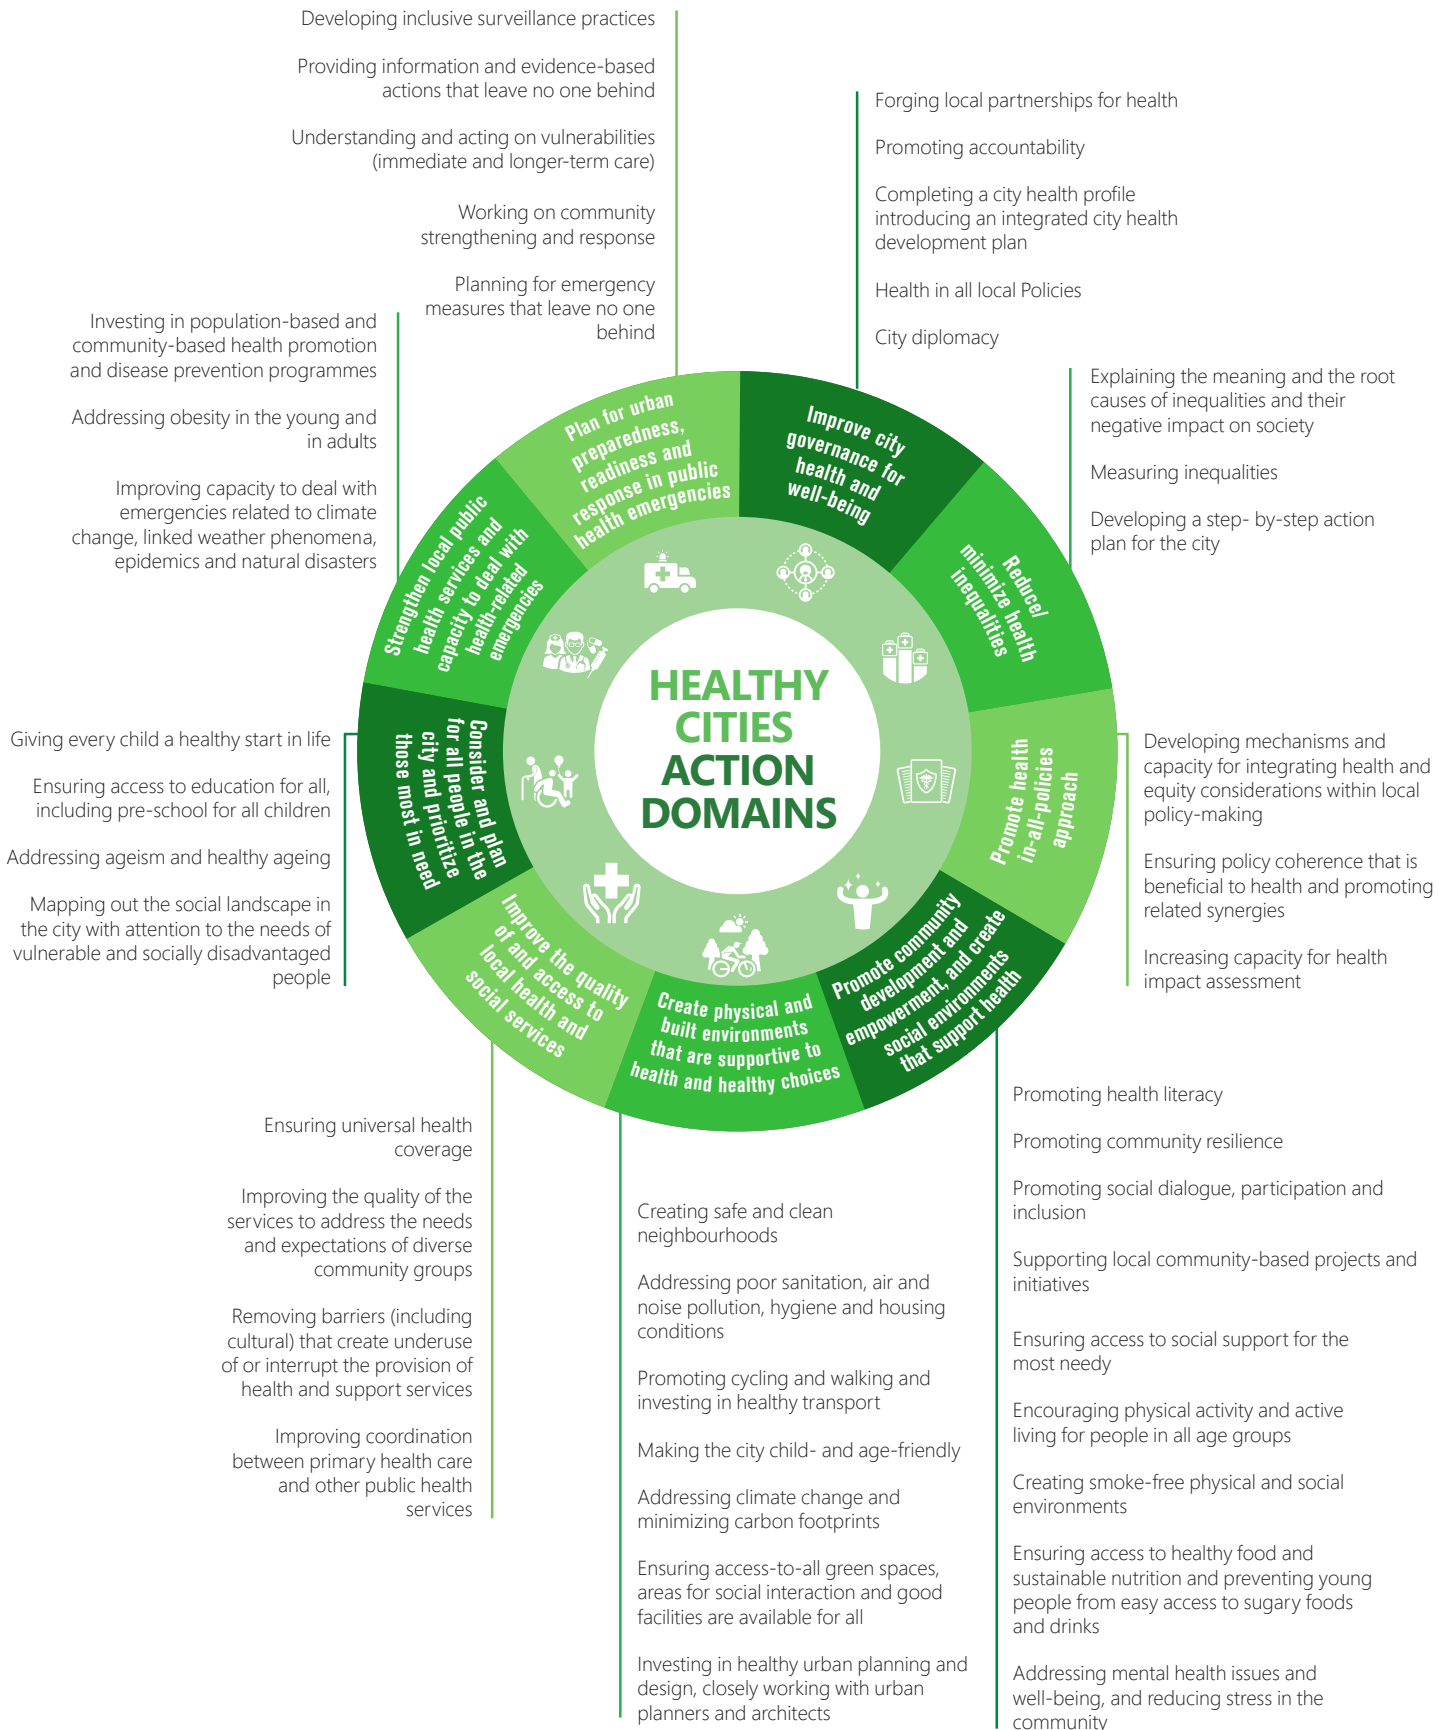 Developing inclusive surveillance practices
Providing information and evidence-based
actions that leave no one behind
Understanding and acting on vulnerabilities
(immediate and longer-term care)
Working on community
strengthening and response
Planning for emergency
measures that leave no one
behind
Forging local partnerships for health
Promoting accountability
Completing a city health profile
introducing an integrated city health
development plan
Health in all local Policies
City diplomacy
Investing in population-based and
community-based health promotion
and disease prevention programmes
Addressing obesity in the young and
in adults
Improving capacity to deal with
emergencies related to climate
change, linked weather phenomena,
epidemics and natural disasters
Explaining the meaning and the root
causes of inequalities and their
negative impact on society
Measuring inequalities
Developing a step- by-step action
plan for the city
Plan for urban
preparedness,
readiness and
response in public
health emergencies
Improve city
governance for
health and
well-being
Strengthen local public
health services and
capacity to deal with
health-related
emergencies
Reduce/
minimize health
inequalities
HEALTHY
CITIES
ACTION
DOMAINS
Consider and plan
for all people in the
city and prioritize
those most in need
Promote health
in-all-policies
approach
Improve the quality
of and access to
local health and
social services
Create physical and
built environments
that are supportive to
health and healthy choices
Promote community
development and
empowerment, and create
social environments
that support health
Giving every child a healthy start in life
Ensuring access to education for all,
including pre-school for all children
Addressing ageism and healthy ageing
Mapping out the social landscape in
the city with attention to the needs of
vulnerable and socially disadvantaged
people
Developing mechanisms and
capacity for integrating health and
equity considerations within local
policy-making
Ensuring policy coherence that is
beneficial to health and promoting
related synergies
Increasing capacity for health
impact assessment
Ensuring universal health
coverage
Improving the quality of the
services to address the needs
and expectations of diverse
community groups
Removing barriers (including
cultural) that create underuse
of or interrupt the provision of
health and support services
Improving coordination
between primary health care
and other public health
services
Creating safe and clean
neighbourhoods
Addressing poor sanitation, air and
noise pollution, hygiene and housing
conditions
Promoting cycling and walking and
investing in healthy transport
Making the city child- and age-friendly
Addressing climate change and
minimizing carbon footprints
Ensuring access-to-all green spaces,
areas for social interaction and good
facilities are available for all
Investing in healthy urban planning and
design, closely working with urban
planners and architects
Promoting health literacy
Promoting community resilience
Promoting social dialogue, participation and
inclusion
Supporting local community-based projects and
initiatives
Ensuring access to social support for the
most needy
Encouraging physical activity and active
living for people in all age groups
Creating smoke-free physical and social
environments
Ensuring access to healthy food and
sustainable nutrition and preventing young
people from easy access to sugary foods
and drinks
Addressing mental health issues and
well-being, and reducing stress in the
community